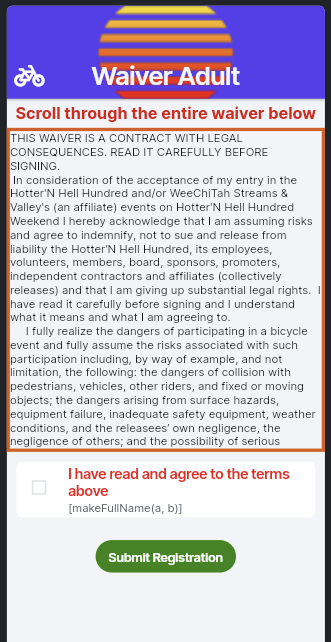 Waiver Adult
Scroll through the entire waiver below
THIS WAIVER IS A CONTRACT WITH LEGAL
CONSEQUENCES. READ IT CAREFULLY BEFORE
SIGNING.
In consideration of the acceptance of my entry in the
Hotter'N Hell Hundred and/or WeeChiTah Streams &
Valley's (an affiliate) events on Hotter'N Hell Hundred
Weekend I hereby acknowledge that I am assuming risks
and agree to indemnify, not to sue and release from
liability the Hotter'N Hell Hundred, its employees,
volunteers, members, board, sponsors, promoters,
independent contractors and affiliates (collectively
releases) and that I am giving up substantial legal rights. I
have read it carefully before signing and I understand
what it means and what I am agreeing to.
I fully realize the dangers of participating in a bicycle
event and fully assume the risks associated with such
participation including, by way of example, and not
limitation, the following: the dangers of collision with
pedestrians, vehicles, other riders, and fixed or moving
objects; the dangers arising from surface hazards,
equipment failure, inadequate safety equipment, weather
conditions, and the releasees' own negligence, the
negligence of others; and the possibility of serious
I have read and agree to the terms
above
[makeFullName(a, b)]
Submit Registration